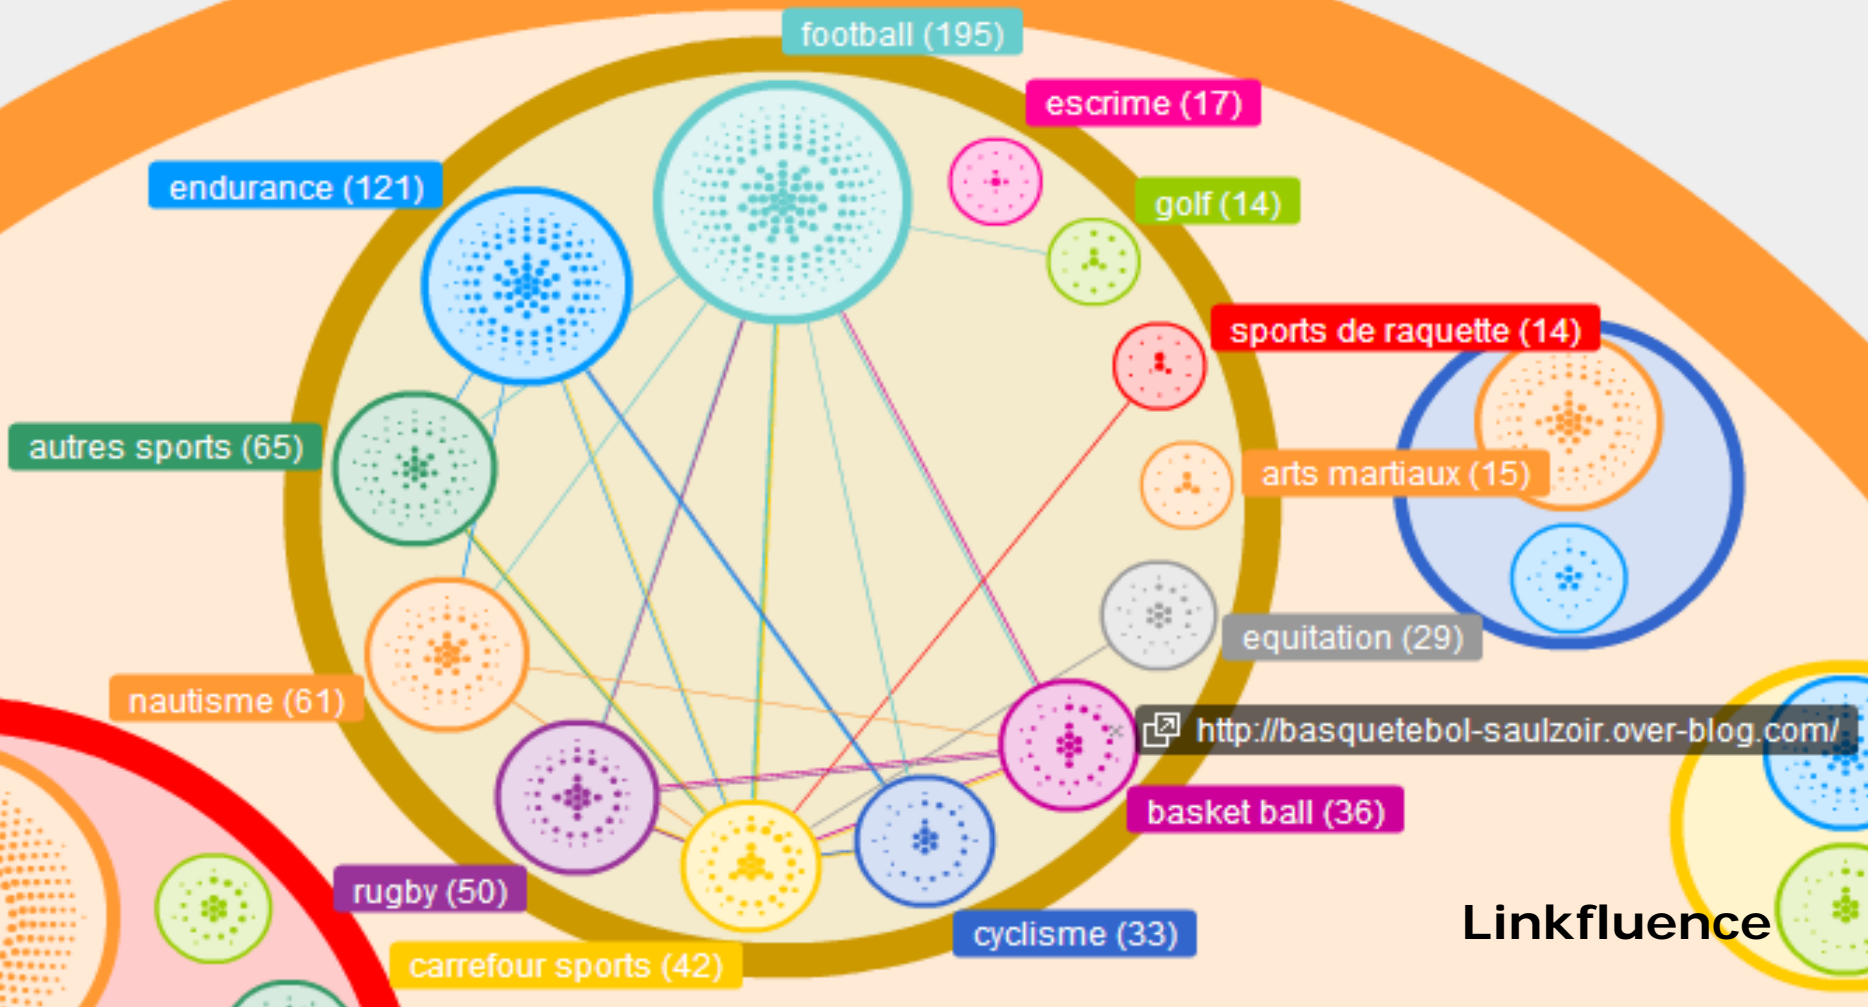 football (195)
escrime (17)
endurance (121)
golf (14)
sports de raquette (14)
autres sports (65)
arts martiaux (15)
equitation (29)
nautisme (61)
http://basquetebol-saulzoir.over-blog.com/
basket ball (36)
rugby (50)
Linkfluence
cyclisme (33)
carrefour sports (42)